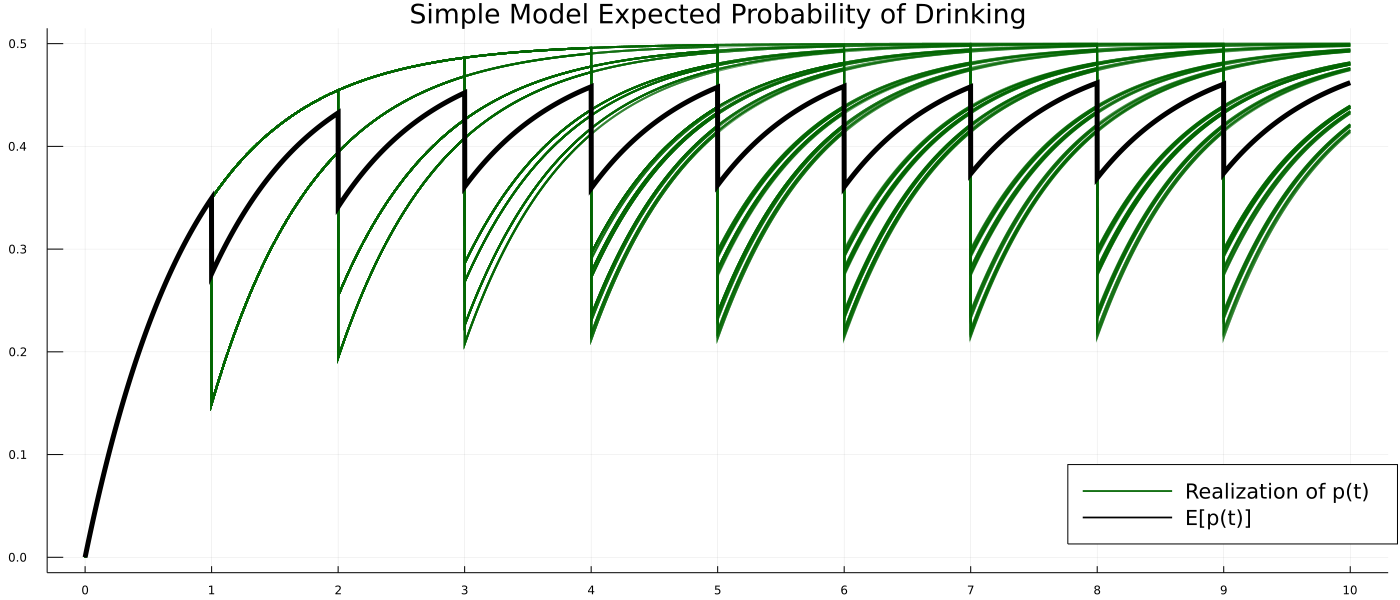 Simple Model Expected Probability of Drinking
0.5
0.4
0.3
0.2
0.1
0.0
Realization of p(t)
E[p(t)]
0 1 2 3 4 5 6 7 8 9 10